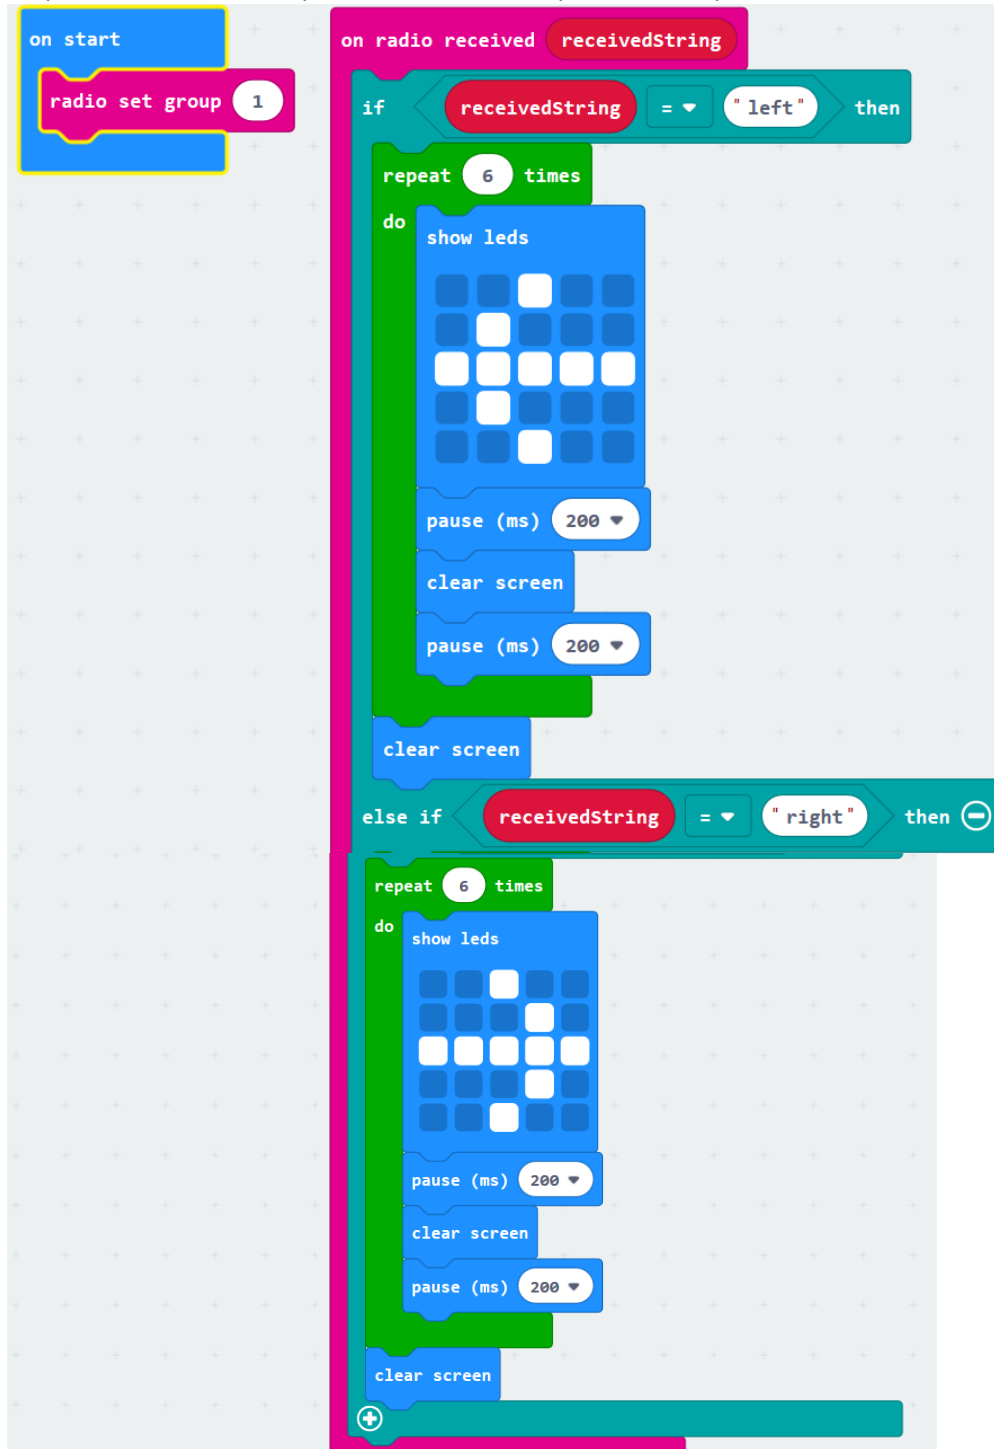 on start
radio set group 1
on radio received receivedString
if receivedString = "left" then
repeat 6 times
do
show leds
pause (ms) 200
clear screen
pause (ms) 200
clear screen
else if receivedString = "right" then
repeat 6 times
do
show leds
pause (ms) 200
clear screen
pause (ms) 200
clear screen